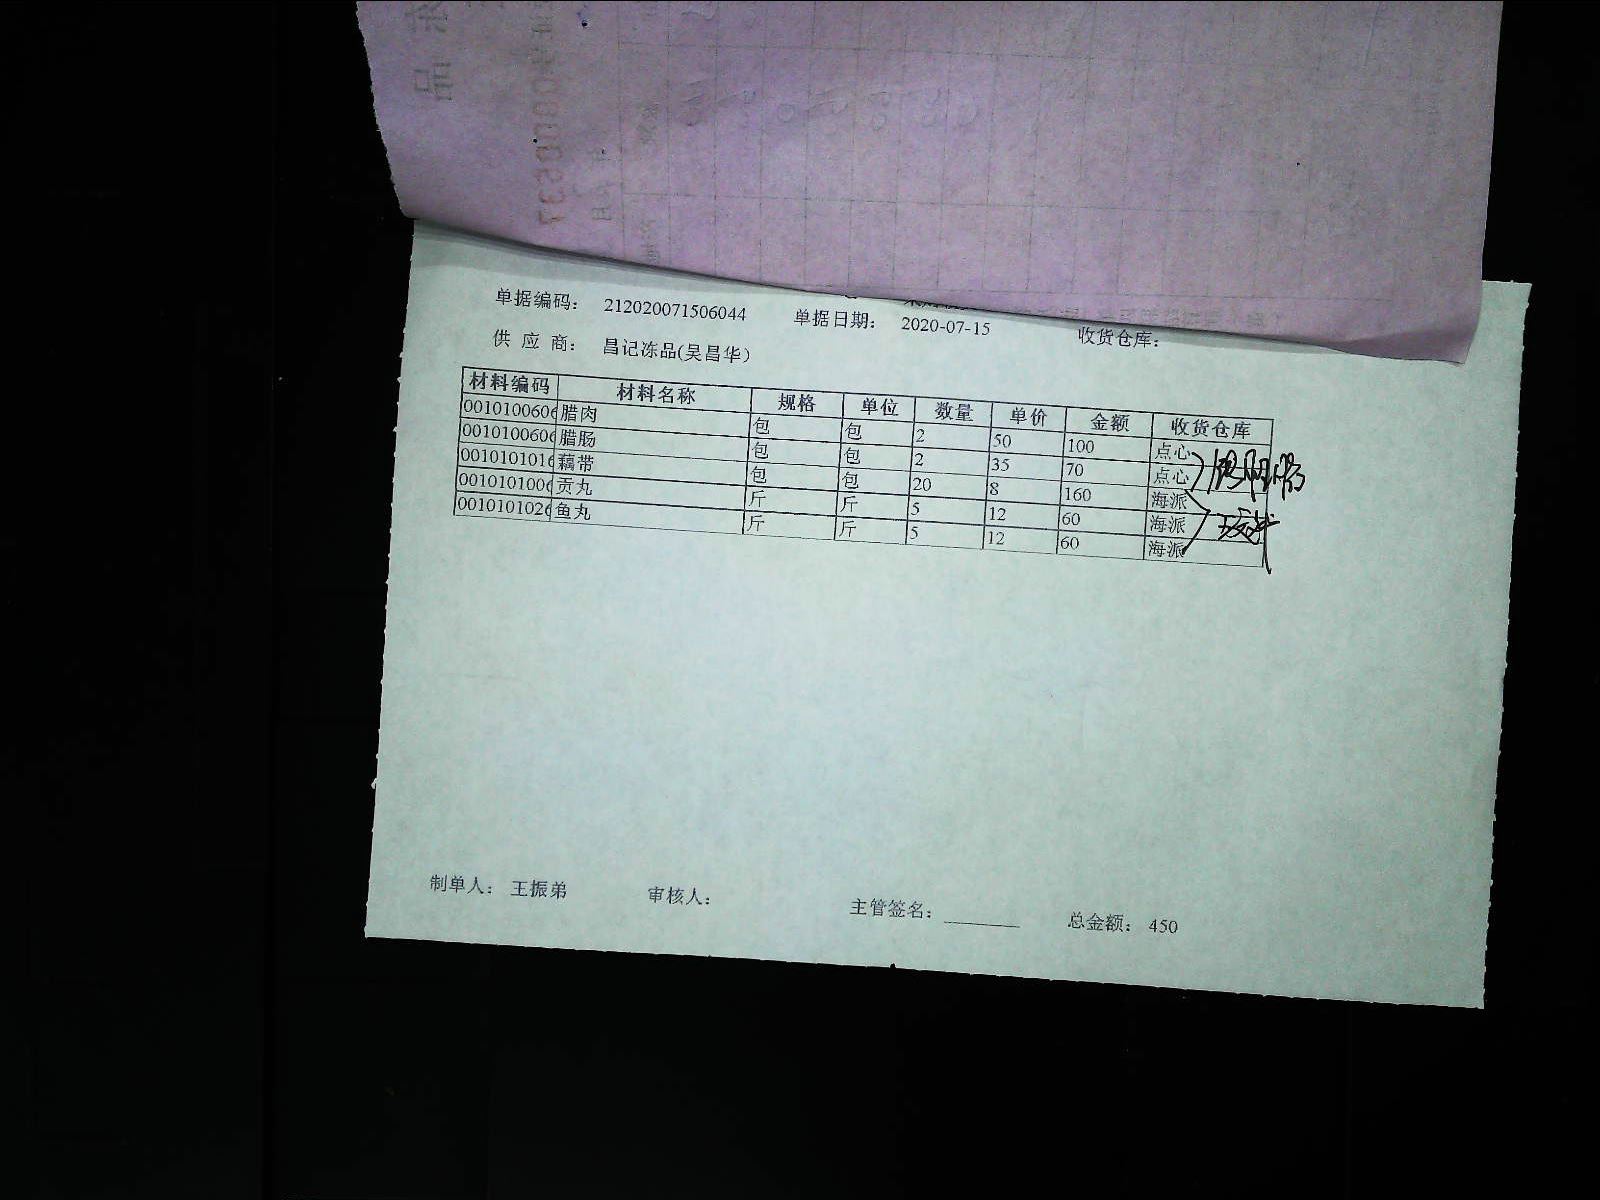 单据编码： 212020071506044 单据日期： 2020-07-15 收货仓库：
供 应 商： 昌记冻品(吴昌华)
材料编码 材料名称 规格 单位 数量 单价 金额 收货仓库
0010100606 腊肉 包 包 2 50 100 点心
0010100606 腊肠 包 包 2 35 70 点心
0010101016 藕带 包 包 20 8 160 海派
0010101006 贡丸 斤 斤 5 12 60 海派
0010101026 鱼丸 斤 斤 5 12 60 海派
制单人： 王振弟 审核人： 主管签名： 总金额： 450